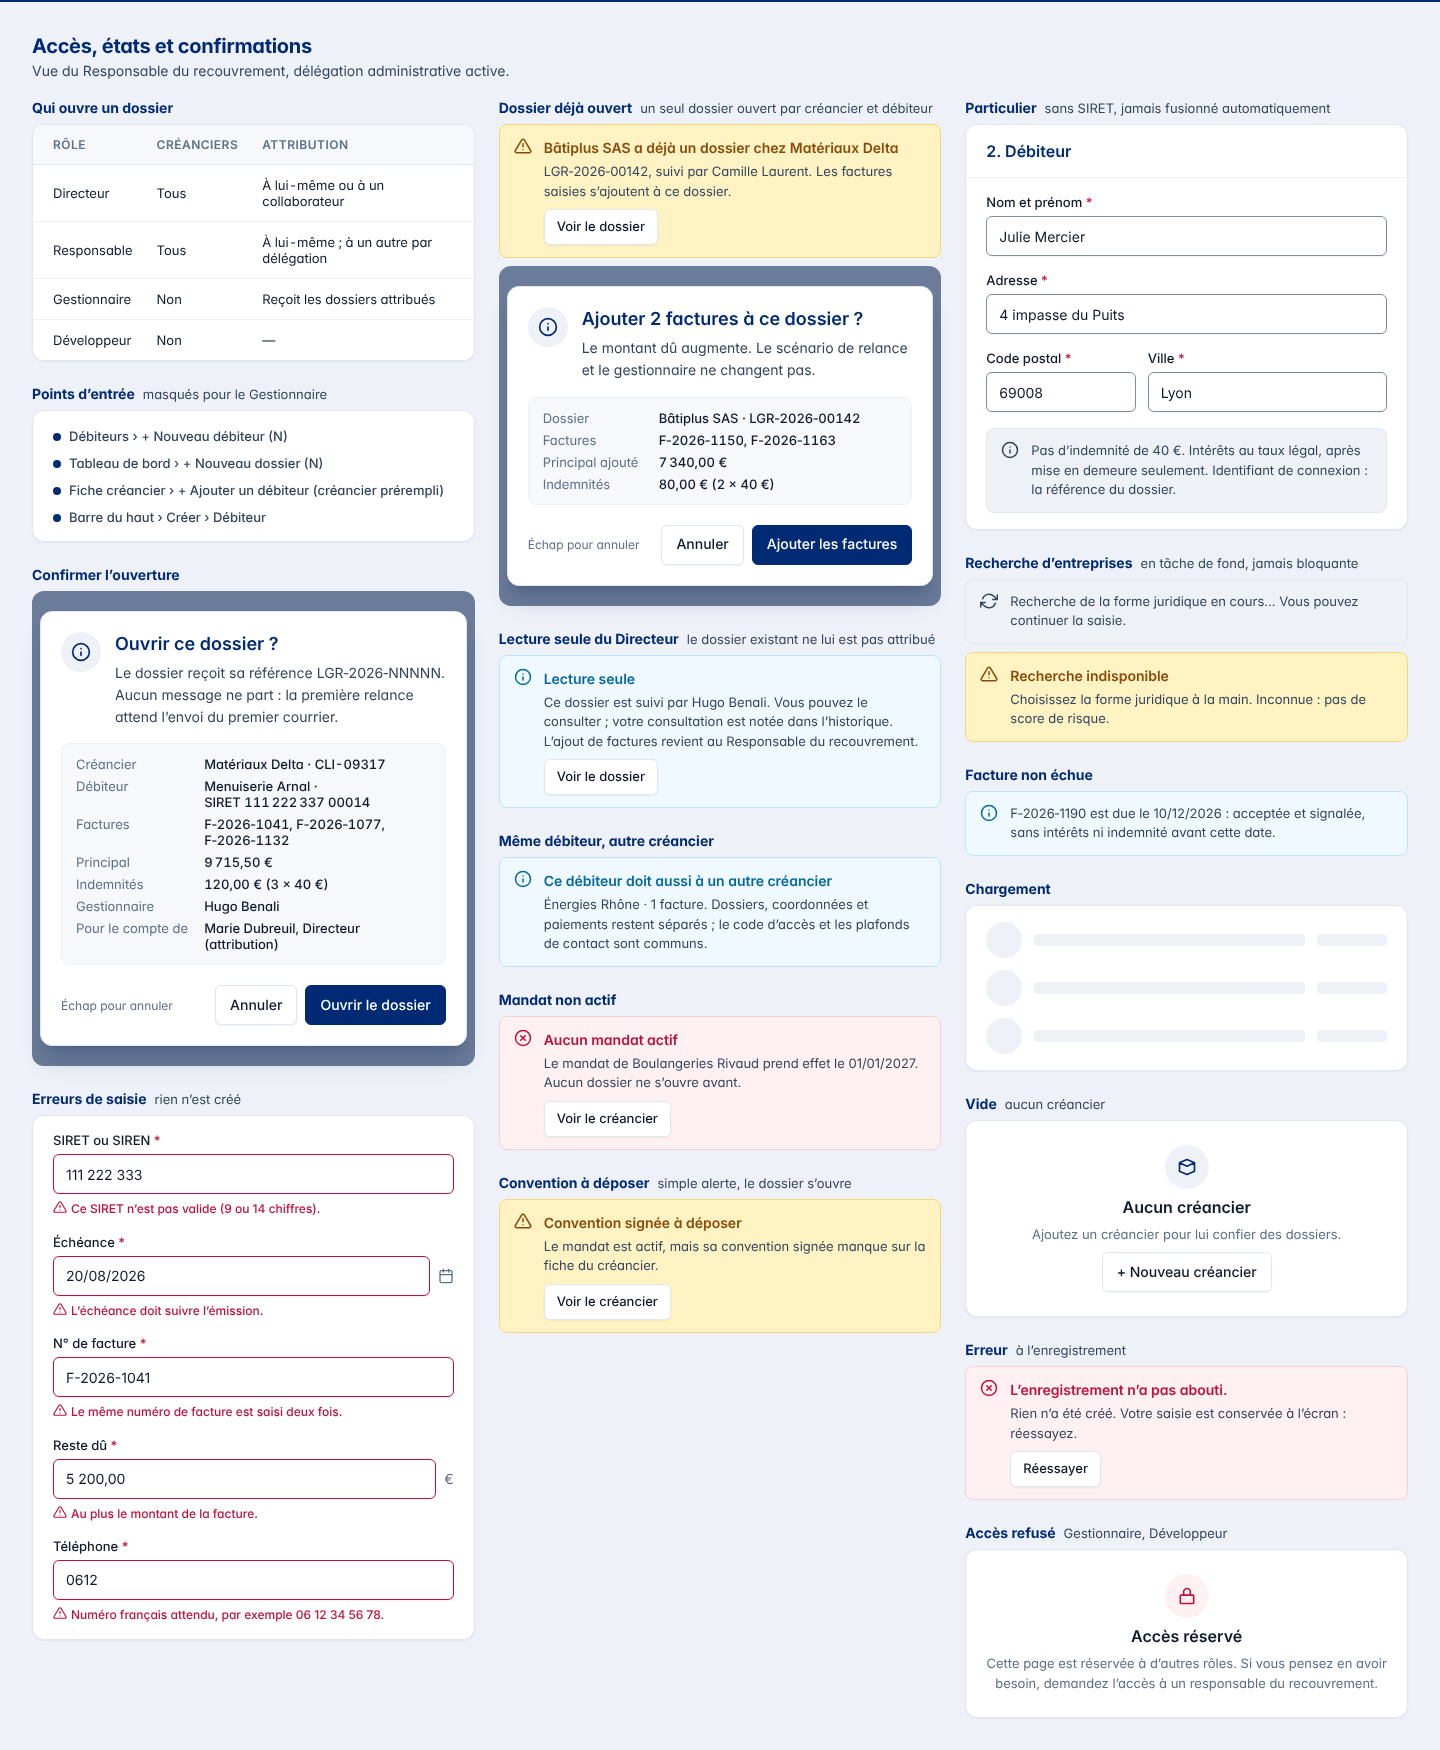 Accès, états et confirmations
Vue du Responsable du recouvrement, délégation administrative active.
Qui ouvre un dossier
RÔLE CRÉANCIERS ATTRIBUTION
Directeur Tous À lui-même ou à un collaborateur
Responsable Tous À lui-même ; à un autre par délégation
Gestionnaire Non Reçoit les dossiers attribués
Développeur Non —
Points d’entrée masqués pour le Gestionnaire
Débiteurs › + Nouveau débiteur (N)
Tableau de bord › + Nouveau dossier (N)
Fiche créancier › + Ajouter un débiteur (créancier prérempli)
Barre du haut › Créer › Débiteur
Confirmer l’ouverture
Ouvrir ce dossier ?
Le dossier reçoit sa référence LGR-2026-NNNNN.
Aucun message ne part : la première relance
attend l’envoi du premier courrier.
Créancier Matériaux Delta · CLI-09317
Débiteur Menuiserie Arnal ·
SIRET 111 222 337 00014
Factures F-2026-1041, F-2026-1077,
F-2026-1132
Principal 9 715,50 €
Indemnités 120,00 € (3 × 40 €)
Gestionnaire Hugo Benali
Pour le compte de Marie Dubreuil, Directeur
(attribution)
Échap pour annuler Annuler Ouvrir le dossier
Erreurs de saisie rien n’est créé
SIRET ou SIREN *
111 222 333
Ce SIRET n’est pas valide (9 ou 14 chiffres).
Échéance *
20/08/2026
L’échéance doit suivre l’émission.
N° de facture *
F-2026-1041
Le même numéro de facture est saisi deux fois.
Reste dû *
5 200,00 €
Au plus le montant de la facture.
Téléphone *
0612
Numéro français attendu, par exemple 06 12 34 56 78.
Dossier déjà ouvert un seul dossier ouvert par créancier et débiteur
Bâtiplus SAS a déjà un dossier chez Matériaux Delta
LGR-2026-00142, suivi par Camille Laurent. Les factures
saisies s’ajoutent à ce dossier.
Voir le dossier
Ajouter 2 factures à ce dossier ?
Le montant dû augmente. Le scénario de relance
et le gestionnaire ne changent pas.
Dossier Bâtiplus SAS · LGR-2026-00142
Factures F-2026-1150, F-2026-1163
Principal ajouté 7 340,00 €
Indemnités 80,00 € (2 × 40 €)
Échap pour annuler Annuler Ajouter les factures
Lecture seule du Directeur le dossier existant ne lui est pas attribué
Lecture seule
Ce dossier est suivi par Hugo Benali. Vous pouvez le
consulter ; votre consultation est notée dans l’historique.
L’ajout de factures revient au Responsable du recouvrement.
Voir le dossier
Même débiteur, autre créancier
Ce débiteur doit aussi à un autre créancier
Énergies Rhône · 1 facture. Dossiers, coordonnées et
paiements restent séparés ; le code d’accès et les plafonds
de contact sont communs.
Mandat non actif
Aucun mandat actif
Le mandat de Boulangeries Rivaud prend effet le 01/01/2027.
Aucun dossier ne s’ouvre avant.
Voir le créancier
Convention à déposer simple alerte, le dossier s’ouvre
Convention signée à déposer
Le mandat est actif, mais sa convention signée manque sur la
fiche du créancier.
Voir le créancier
Particulier sans SIRET, jamais fusionné automatiquement
2. Débiteur
Nom et prénom *
Julie Mercier
Adresse *
4 impasse du Puits
Code postal * Ville *
69008 Lyon
Pas d’indemnité de 40 €. Intérêts au taux légal, après
mise en demeure seulement. Identifiant de connexion :
la référence du dossier.
Recherche d’entreprises en tâche de fond, jamais bloquante
Recherche de la forme juridique en cours… Vous pouvez
continuer la saisie.
Recherche indisponible
Choisissez la forme juridique à la main. Inconnue : pas de
score de risque.
Facture non échue
F-2026-1190 est due le 10/12/2026 : acceptée et signalée,
sans intérêts ni indemnité avant cette date.
Chargement
Vide aucun créancier
Aucun créancier
Ajoutez un créancier pour lui confier des dossiers.
+ Nouveau créancier
Erreur à l’enregistrement
L’enregistrement n’a pas abouti.
Rien n’a été créé. Votre saisie est conservée à l’écran :
réessayez.
Réessayer
Accès refusé Gestionnaire, Développeur
Accès réservé
Cette page est réservée à d’autres rôles. Si vous pensez en avoir
besoin, demandez l’accès à un responsable du recouvrement.